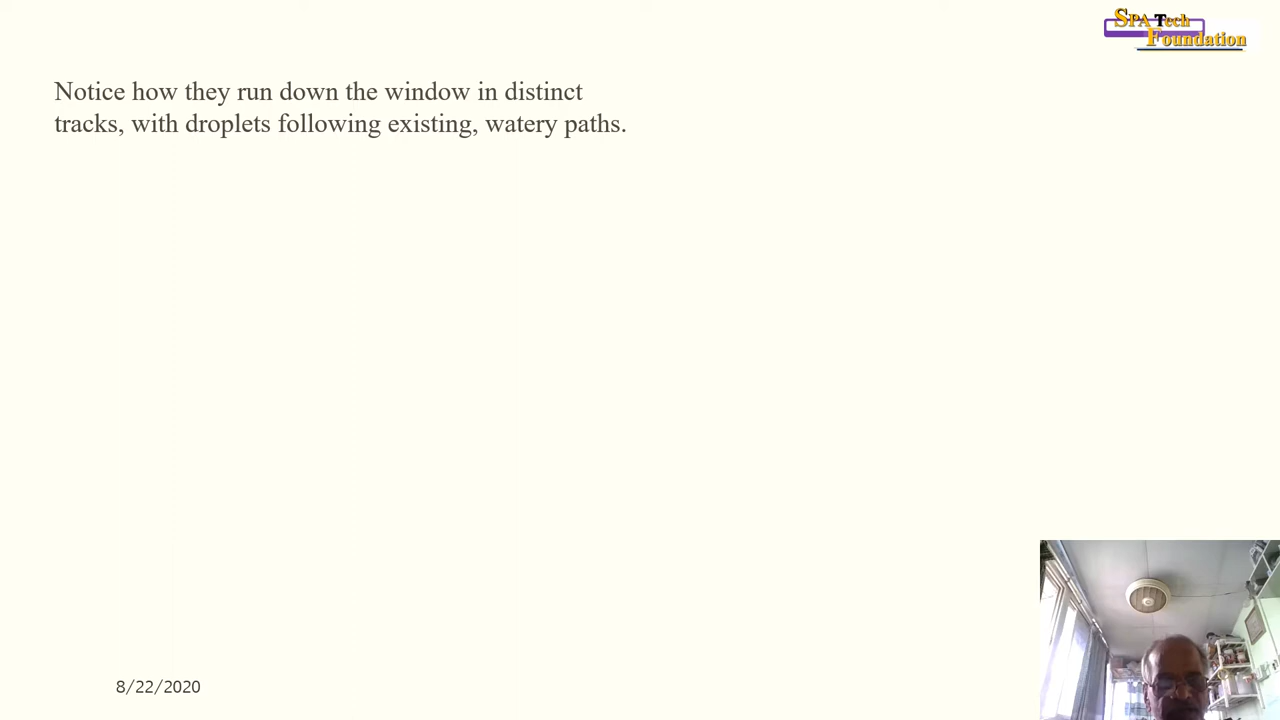 SPA Tech
Foundation
Notice how they run down the window in distinct
tracks, with droplets following existing, watery paths.
8/22/2020